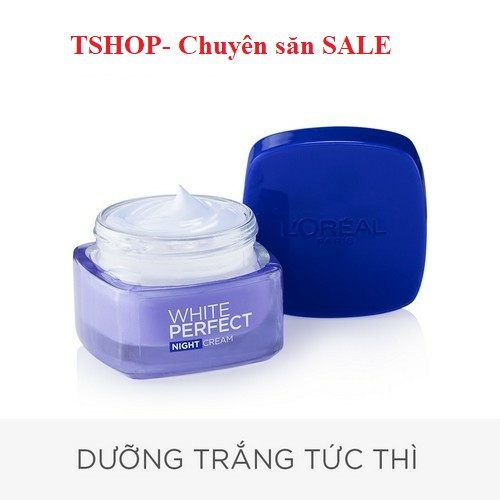 TSHOP- Chuyên săn SALE
L'ORÉAL
PARIS
WHITE
PERFECT
NIGHT CREAM
DƯỠNG TRẮNG TỨC THÌ